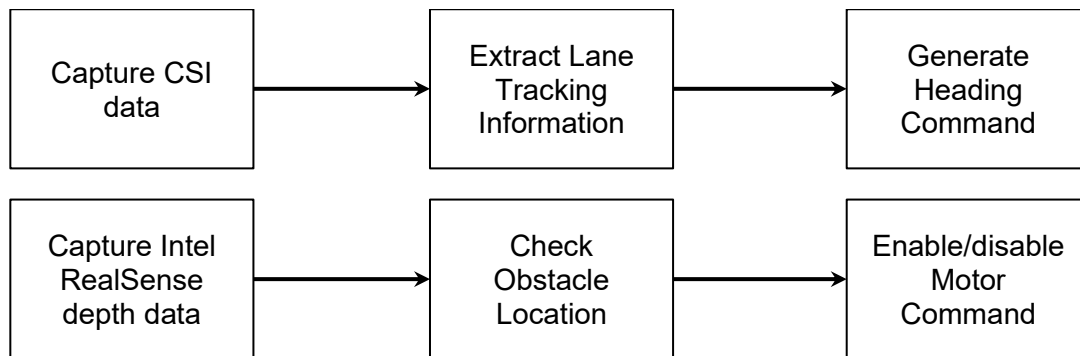 Capture CSI
data
Extract Lane
Tracking
Information
Generate
Heading
Command
Capture Intel
RealSense
depth data
Check
Obstacle
Location
Enable/disable
Motor
Command